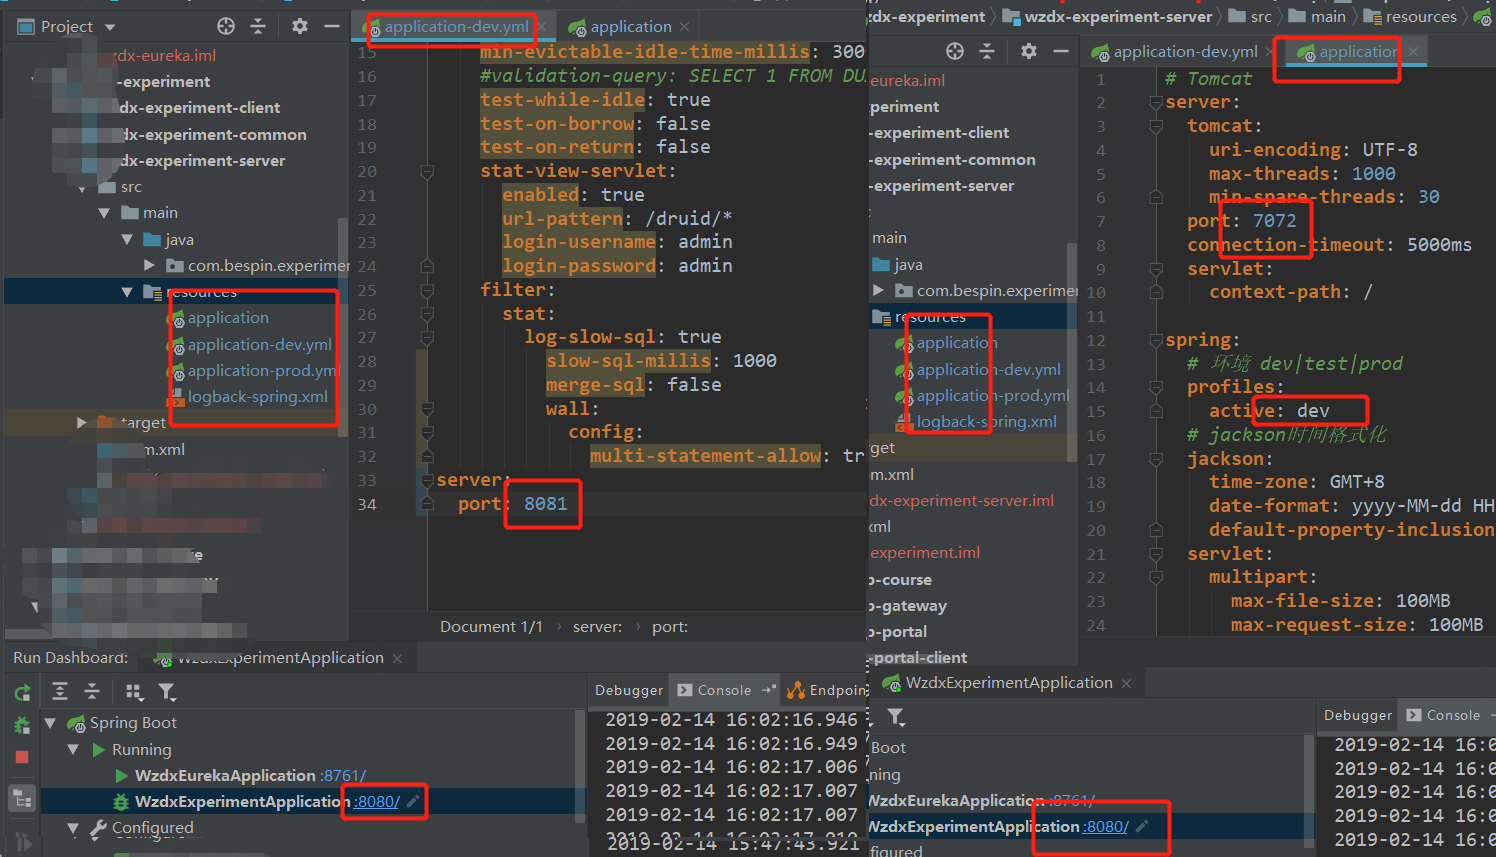 Project
dx-eureka.iml
-experiment
dx-experiment-client
dx-experiment-common
dx-experiment-server
src
main
java
com.bespin.experimer
resources
application
application-dev.yml
application-prod.yml
logback-spring.xml
target
m.xml
application-dev.yml
application
15 min-evictable-idle-time-millis: 300
16 #validation-query: SELECT 1 FROM DU
17 test-while-idle: true
18 test-on-borrow: false
19 test-on-return: false
20 stat-view-servlet:
21 enabled: true
22 url-pattern: /druid/*
23 login-username: admin
24 login-password: admin
25 filter:
26 stat:
27 log-slow-sql: true
28 slow-sql-millis: 1000
29 merge-sql: false
30 wall:
31 config:
32 multi-statement-allow: tr
33 server:
34 port: 8081
Document 1/1 › server: › port:
Run Dashboard: WzdxExperimentApplication
Debugger Console Endpoin
Spring Boot
Running
WzdxEurekaApplication :8761/
WzdxExperimentApplication :8080/
Configured
2019-02-14 16:02:16.946
2019-02-14 16:02:16.949
2019-02-14 16:02:17.006
2019-02-14 16:02:17.007
2019-02-14 16:02:17.007
2019-02-14 15:47:43.921
zdx-experiment wzdx-experiment-server src main resources
eureka.iml
periment
-experiment-client
-experiment-common
-experiment-server
main
java
com.bespin.experimer
resources
application
application-dev.yml
application-prod.yml
logback-spring.xml
get
m.xml
dx-experiment-server.iml
xml
experiment.iml
p-course
p-gateway
p-portal
-portal-client
application-dev.yml
application
1 # Tomcat
2 server:
3 tomcat:
4 uri-encoding: UTF-8
5 max-threads: 1000
6 min-spare-threads: 30
7 port: 7072
8 connection-timeout: 5000ms
9 servlet:
10 context-path: /
11
12 spring:
13 # 环境 dev|test|prod
14 profiles:
15 active: dev
16 # jackson时间格式化
17 jackson:
18 time-zone: GMT+8
19 date-format: yyyy-MM-dd HH
20 default-property-inclusion
21 servlet:
22 multipart:
23 max-file-size: 100MB
24 max-request-size: 100MB
WzdxExperimentApplication
Debugger Console
Boot
ning
WzdxEurekaApplication :8761/
WzdxExperimentApplication :8080/
figured
2019-02-14 16:0
2019-02-14 16:0
2019-02-14 16:0
2019-02-14 16:0
2019-02-14 16:0